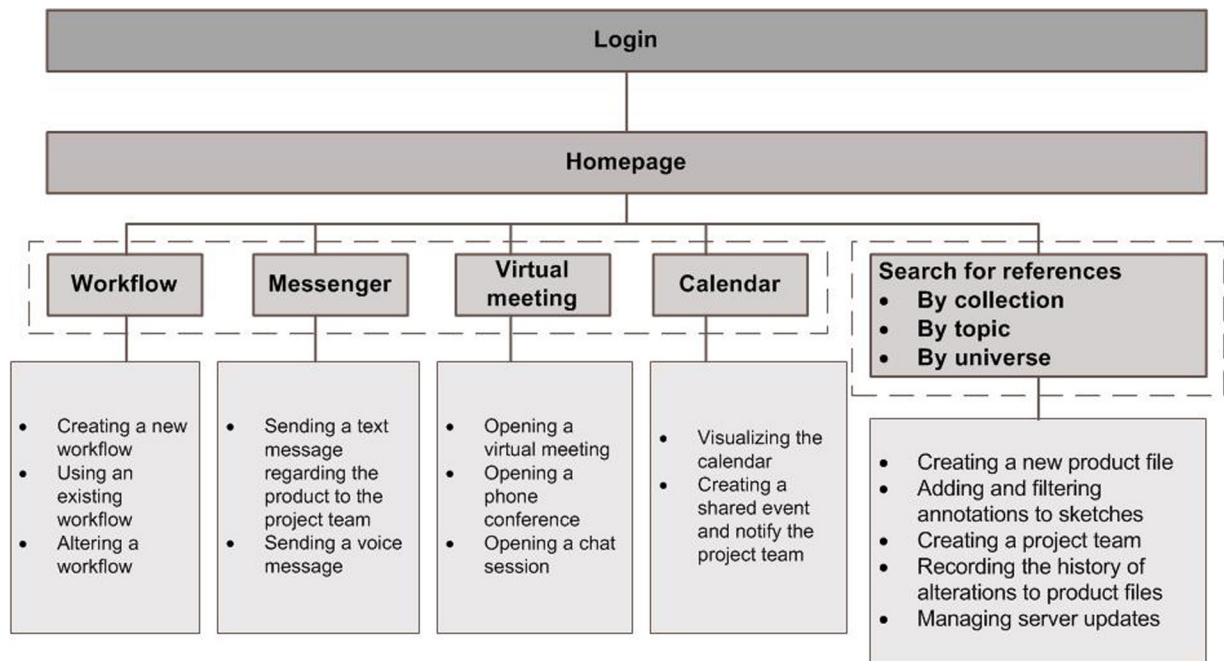 Login
Homepage
Workflow
Messenger
Virtual
meeting
Calendar
Search for references
• By collection
• By topic
• By universe
• Creating a new
workflow
• Using an
existing
workflow
• Altering a
workflow
• Sending a text
message
regarding the
product to the
project team
• Sending a voice
message
• Opening a
virtual meeting
• Opening a
phone
conference
• Opening a chat
session
• Visualizing the
calendar
• Creating a
shared event
and notify the
project team
• Creating a new product file
• Adding and filtering
annotations to sketches
• Creating a project team
• Recording the history of
alterations to product files
• Managing server updates